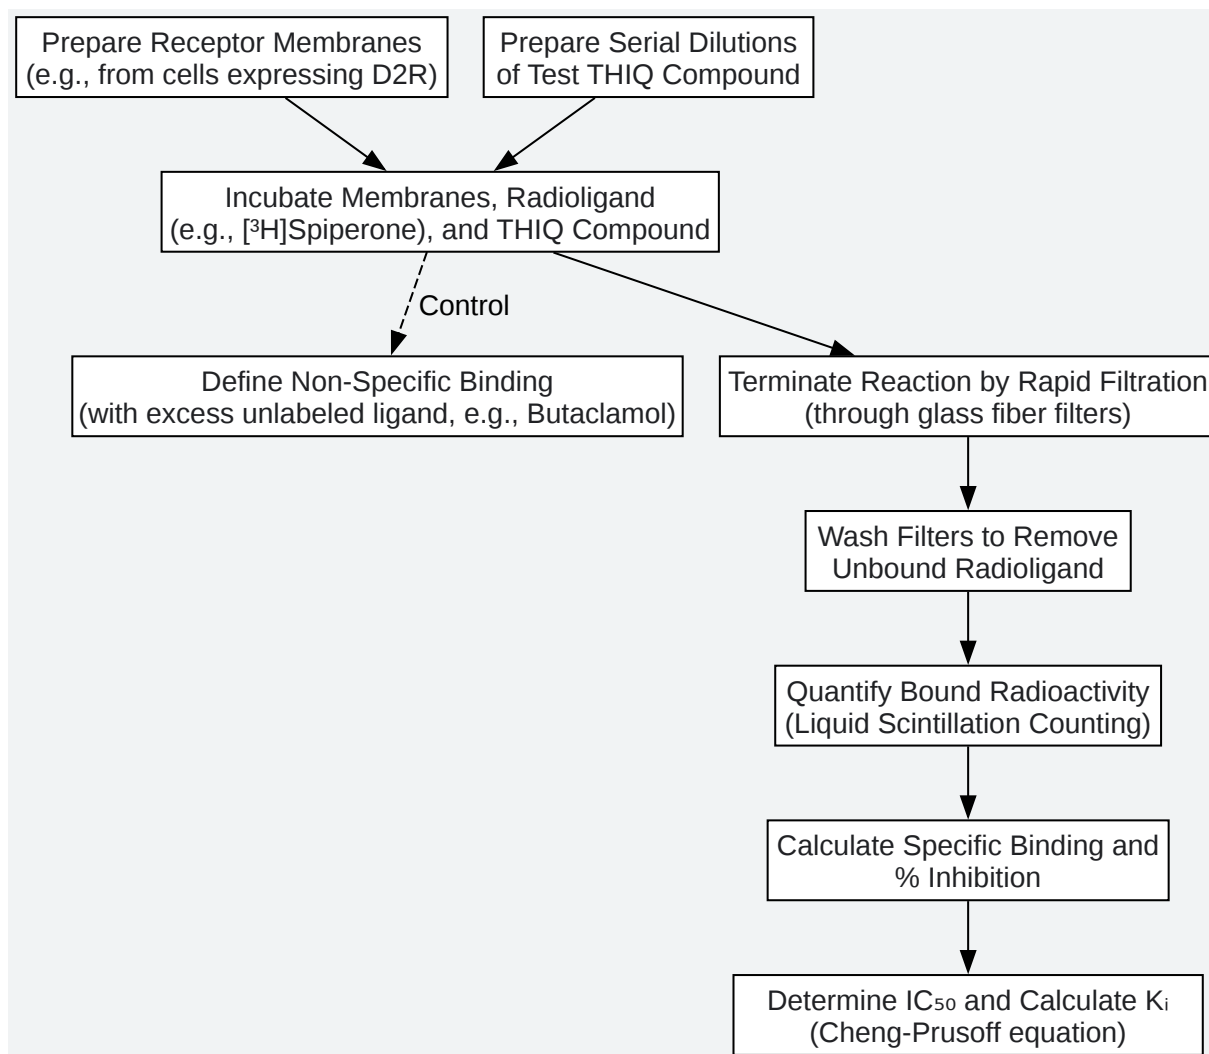 Prepare Receptor Membranes
(e.g., from cells expressing D2R)
Prepare Serial Dilutions
of Test THIQ Compound
Incubate Membranes, Radioligand
(e.g., [³H]Spiperone), and THIQ Compound
Control
Define Non-Specific Binding
(with excess unlabeled ligand, e.g., Butaclamol)
Terminate Reaction by Rapid Filtration
(through glass fiber filters)
Wash Filters to Remove
Unbound Radioligand
Quantify Bound Radioactivity
(Liquid Scintillation Counting)
Calculate Specific Binding and
% Inhibition
Determine IC₅₀ and Calculate Kᵢ
(Cheng-Prusoff equation)